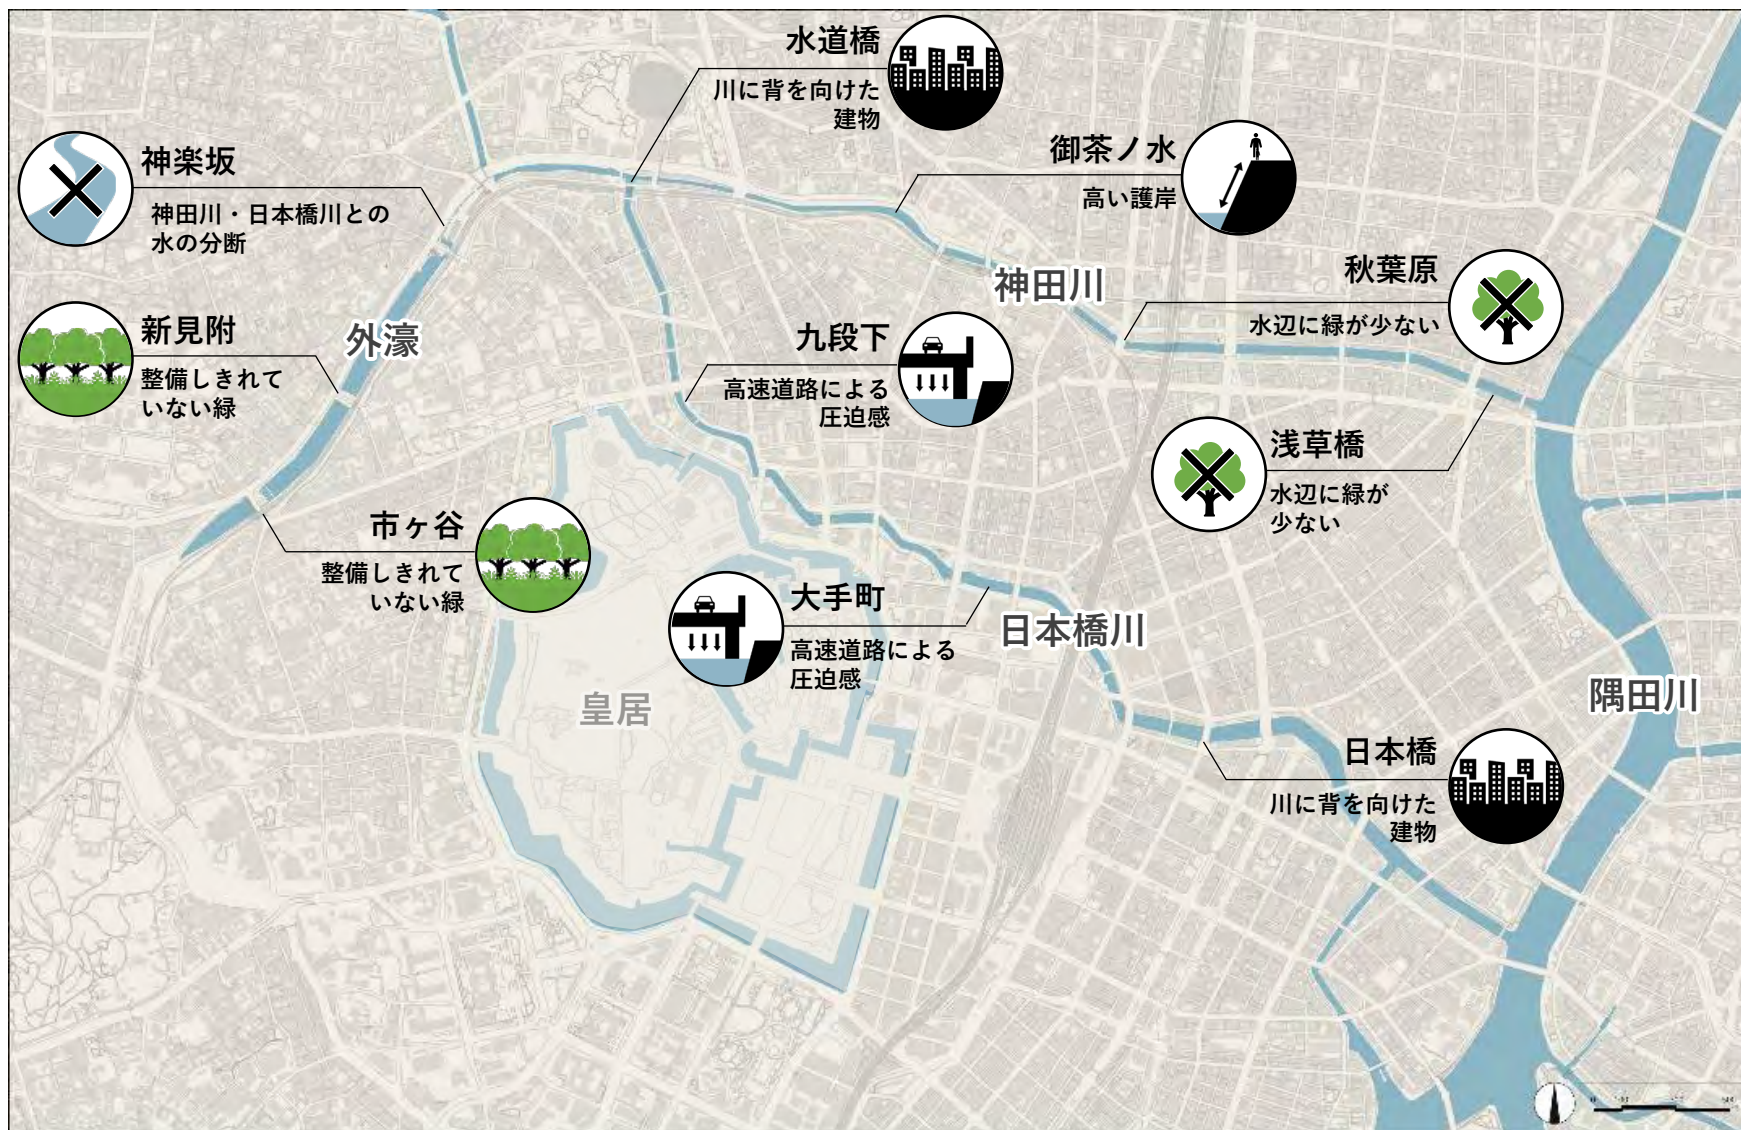 水道橋
川に背を向けた
建物
神楽坂
神田川・日本橋川との
水の分断
御茶ノ水
高い護岸
新見附
整備しきれて
いない緑
外濠
神田川
秋葉原
水辺に緑が少ない
九段下
高速道路による
圧迫感
浅草橋
水辺に緑が
少ない
市ヶ谷
整備しきれて
いない緑
大手町
高速道路による
圧迫感
日本橋川
皇居
隅田川
日本橋
川に背を向けた
建物